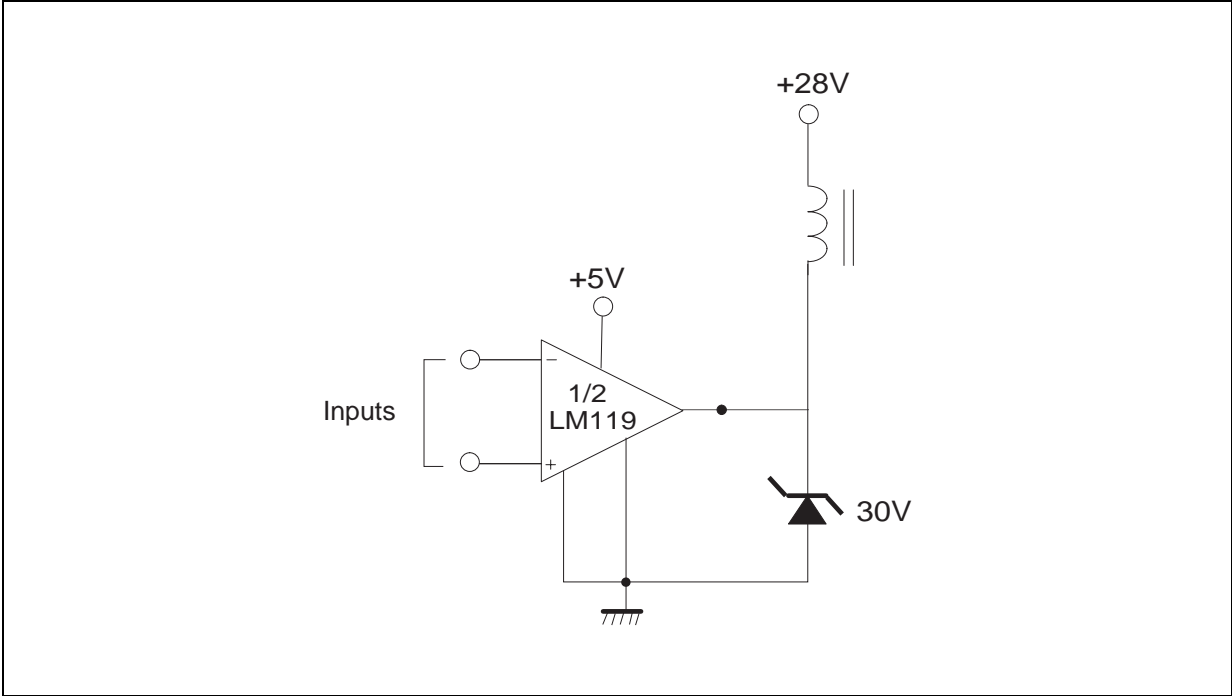 +28V
+5V
−
1/2
LM119
Inputs
+
30V